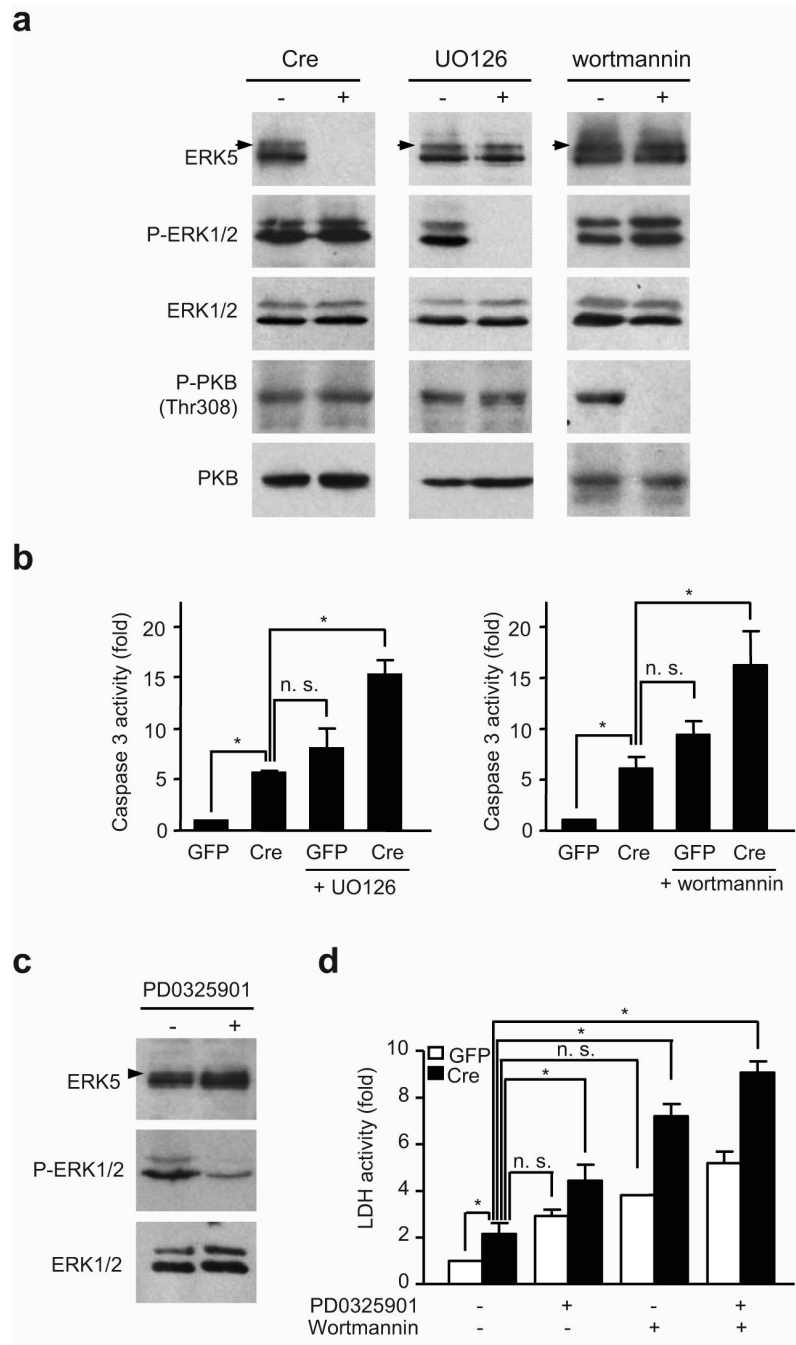 a
Cre UO126 wortmannin
- + - + - +
ERK5
P-ERK1/2
ERK1/2
P-PKB
(Thr308)
PKB
b
Caspase 3 activity (fold)
20
15
10
5
0
*
n. s.
*
GFP Cre GFP Cre
+ UO126
Caspase 3 activity (fold)
20
15
10
5
0
*
n. s.
*
GFP Cre GFP Cre
+ wortmannin
c
PD0325901
- +
ERK5
P-ERK1/2
ERK1/2
d
LDH activity (fold)
10
8
6
4
2
0
GFP
Cre
*
*
n. s.
*
n. s.
*
PD0325901 - + - +
Wortmannin - - + +